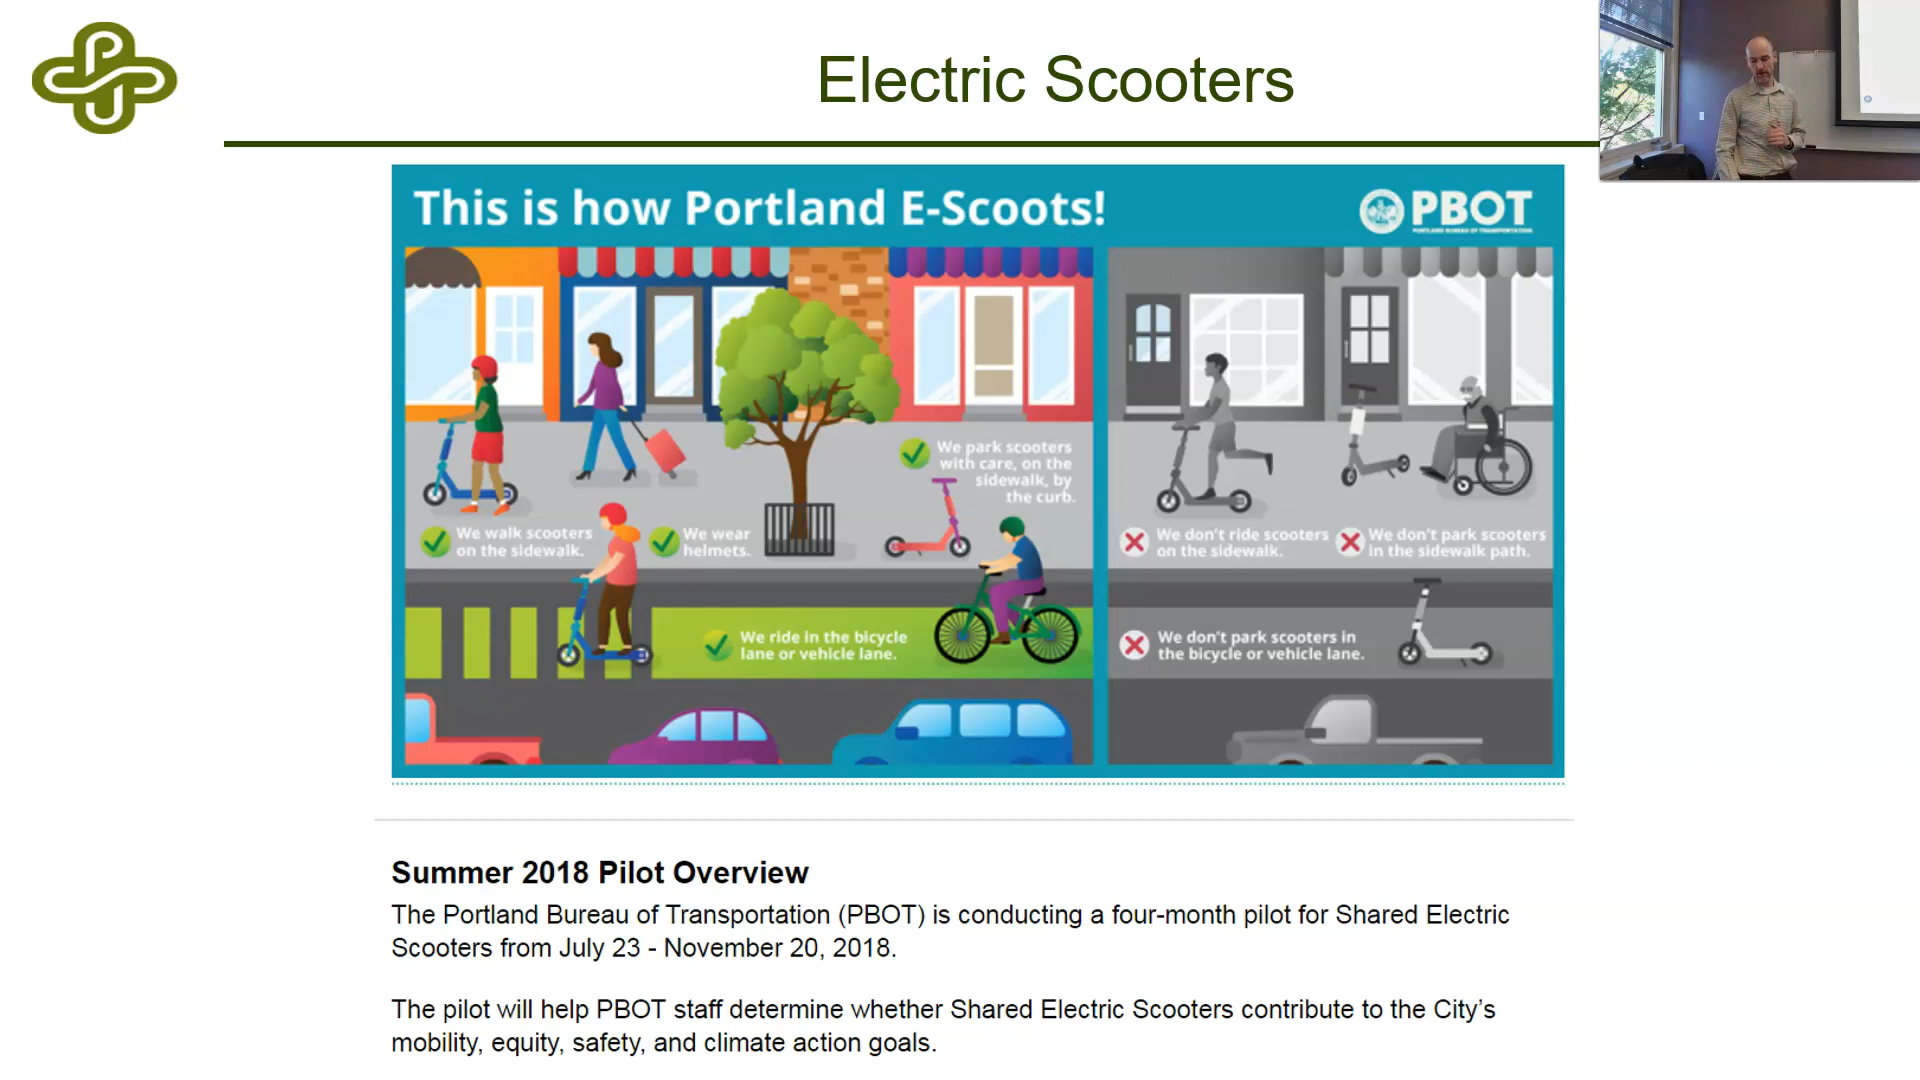 Electric Scooters
This is how Portland E-Scoots!
PBOT
PORTLAND BUREAU OF TRANSPORTATION
We park scooters
with care, on the
sidewalk, by
the curb.
We walk scooters
on the sidewalk.
We wear
helmets.
We ride in the bicycle
lane or vehicle lane.
We don't ride scooters
on the sidewalk.
We don't park scooters
in the sidewalk path.
We don't park scooters in
the bicycle or vehicle lane.
Summer 2018 Pilot Overview
The Portland Bureau of Transportation (PBOT) is conducting a four-month pilot for Shared Electric
Scooters from July 23 - November 20, 2018.
The pilot will help PBOT staff determine whether Shared Electric Scooters contribute to the City’s
mobility, equity, safety, and climate action goals.